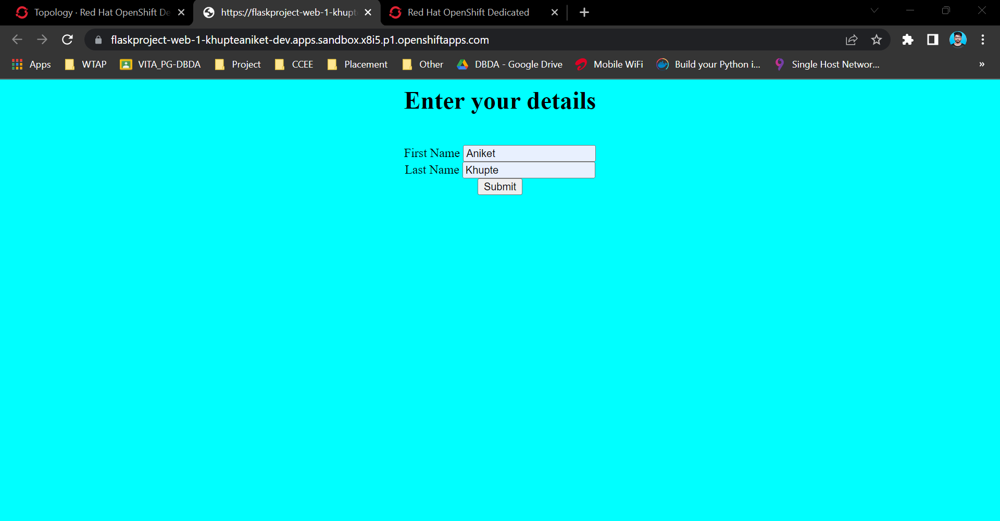 Topology · Red Hat OpenShift De
https://flaskproject-web-1-khupt
Red Hat OpenShift Dedicated
flaskproject-web-1-khupteaniket-dev.apps.sandbox.x8i5.p1.openshiftapps.com
Apps WTAP VITA_PG-DBDA Project CCEE Placement Other DBDA - Google Drive Mobile WiFi Build your Python i... Single Host Networ... »
Enter your details
First Name Aniket
Last Name Khupte
Submit